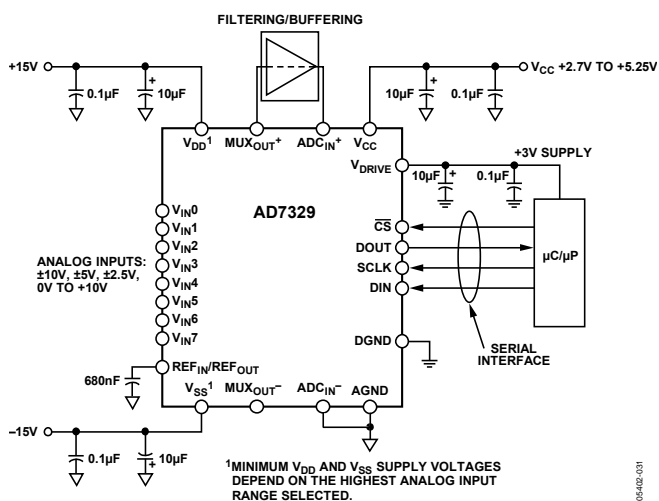 FILTERING/BUFFERING
+15V
0.1µF
+
10µF
+
10µF
0.1µF
VCC +2.7V TO +5.25V
VDD1
MUXOUT+
ADCIN+
VCC
VDRIVE
+3V SUPPLY
10µF
+
0.1µF
AD7329
VIN0
VIN1
VIN2
VIN3
VIN4
VIN5
VIN6
VIN7
ANALOG INPUTS:
±10V, ±5V, ±2.5V,
0V TO +10V
CS
DOUT
SCLK
DIN
µC/µP
SERIAL
INTERFACE
DGND
REFIN/REFOUT
680nF
VSS1
MUXOUT–
ADCIN–
AGND
–15V
0.1µF
+
10µF
1MINIMUM VDD AND VSS SUPPLY VOLTAGES
DEPEND ON THE HIGHEST ANALOG INPUT
RANGE SELECTED.
05402-031